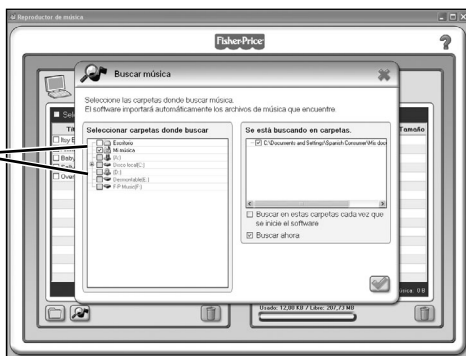 Reproductor de música
Fisher-Price
?
Buscar música
Seleccione las carpetas donde buscar música.
El software importará automáticamente los archivos de música que encuentre.
Seleccionar carpetas donde buscar
Escritorio
Mi música
(A:)
Disco local(C:)
(D:)
Desmontable(E:)
F-P Music(F:)
Se está buscando en carpetas.
C:\Documents and Settings\Spanish Consumer\Mis doc
Buscar en estas carpetas cada vez que
se inicie el software
Buscar ahora
Tamaño
Usado: 12,00 KB / Libre: 207,73 MB